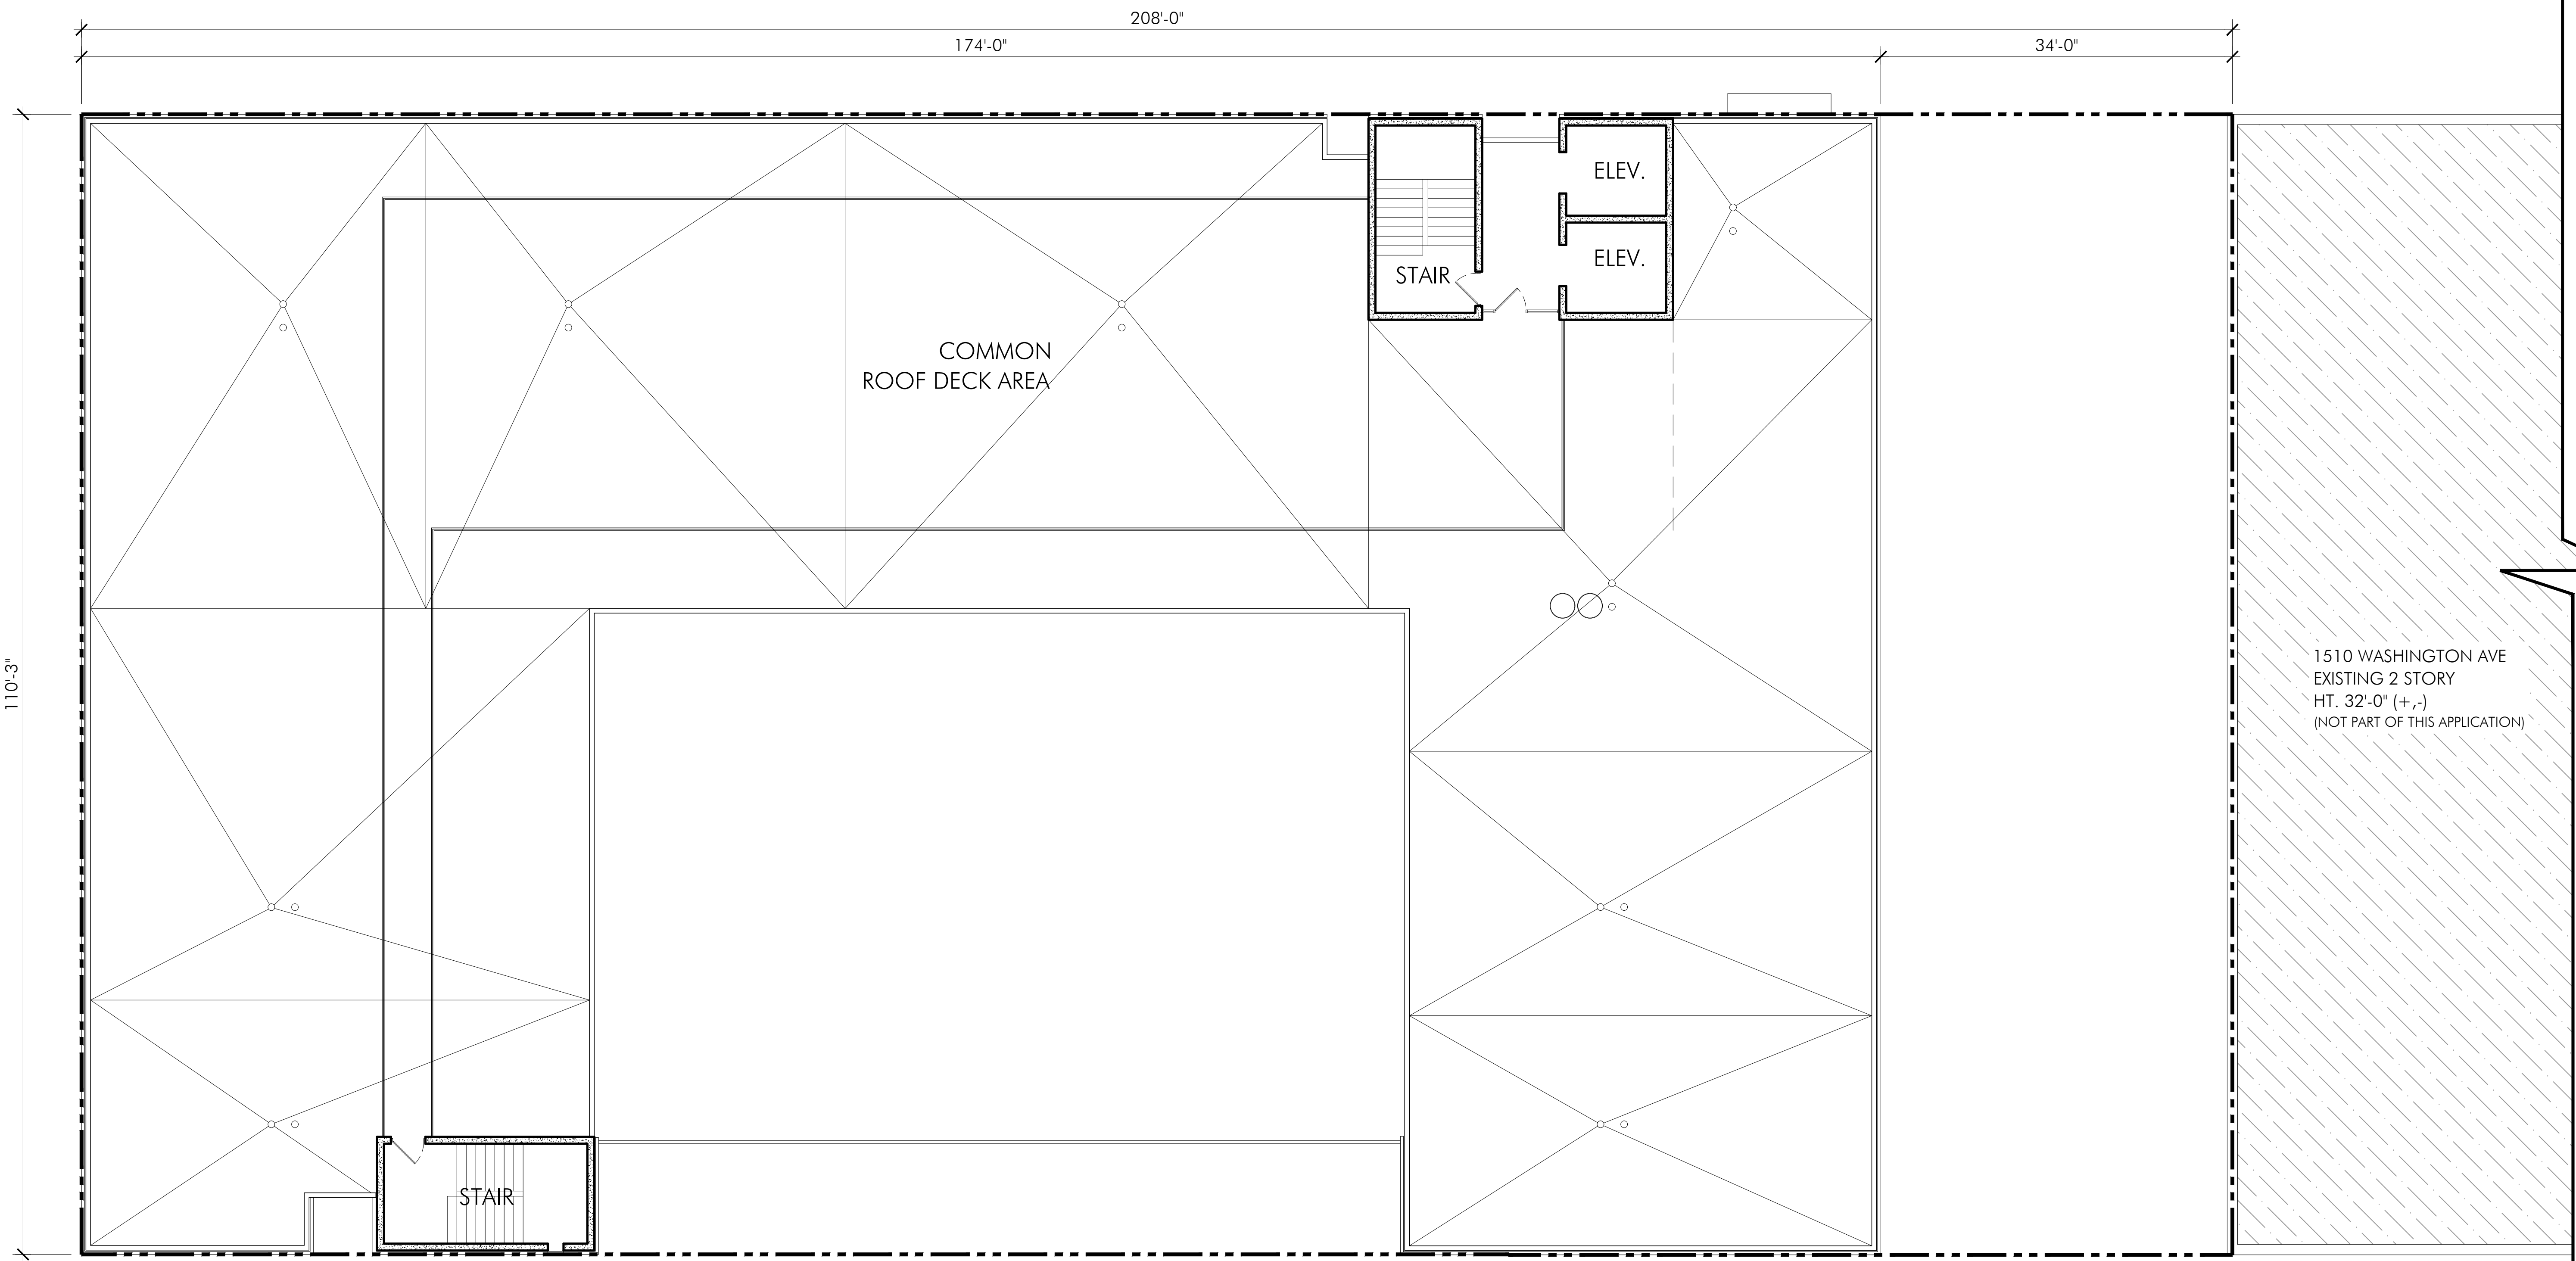 208'-0"
174'-0"
34'-0"
ELEV.
ELEV.
STAIR
COMMON
ROOF DECK AREA
110'-3"
1510 WASHINGTON AVE
EXISTING 2 STORY
HT. 32'-0" (+,-)
(NOT PART OF THIS APPLICATION)
STAIR